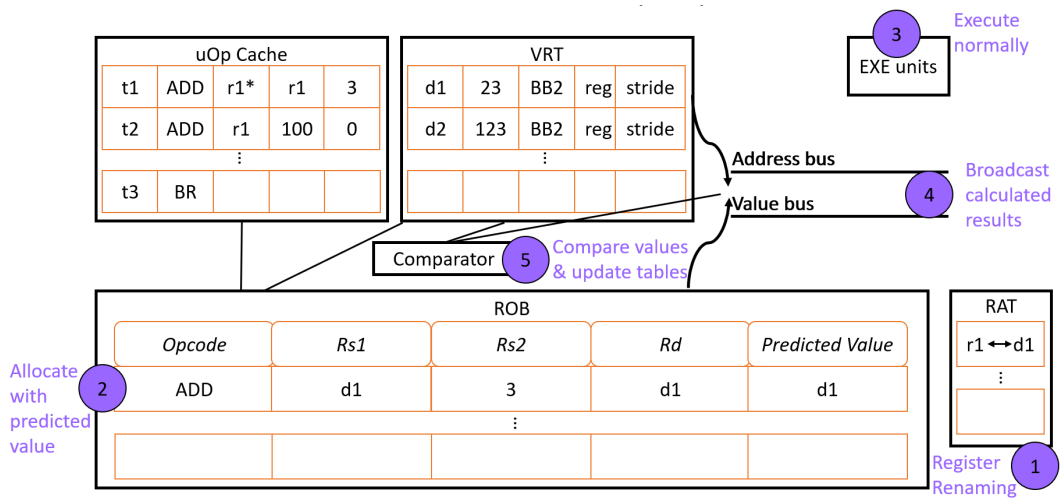 3
Execute
normally
EXE units
uOp Cache
t1 ADD r1* r1 3
t2 ADD r1 100 0
⋮
t3 BR
VRT
d1 23 BB2 reg stride
d2 123 BB2 reg stride
⋮
Address bus
Value bus
4
Broadcast
calculated
results
Comparator
5
Compare values
& update tables
ROB
Opcode Rs1 Rs2 Rd Predicted Value
ADD d1 3 d1 d1
⋮
2
Allocate
with
predicted
value
RAT
r1 ↔ d1
⋮
1
Register
Renaming